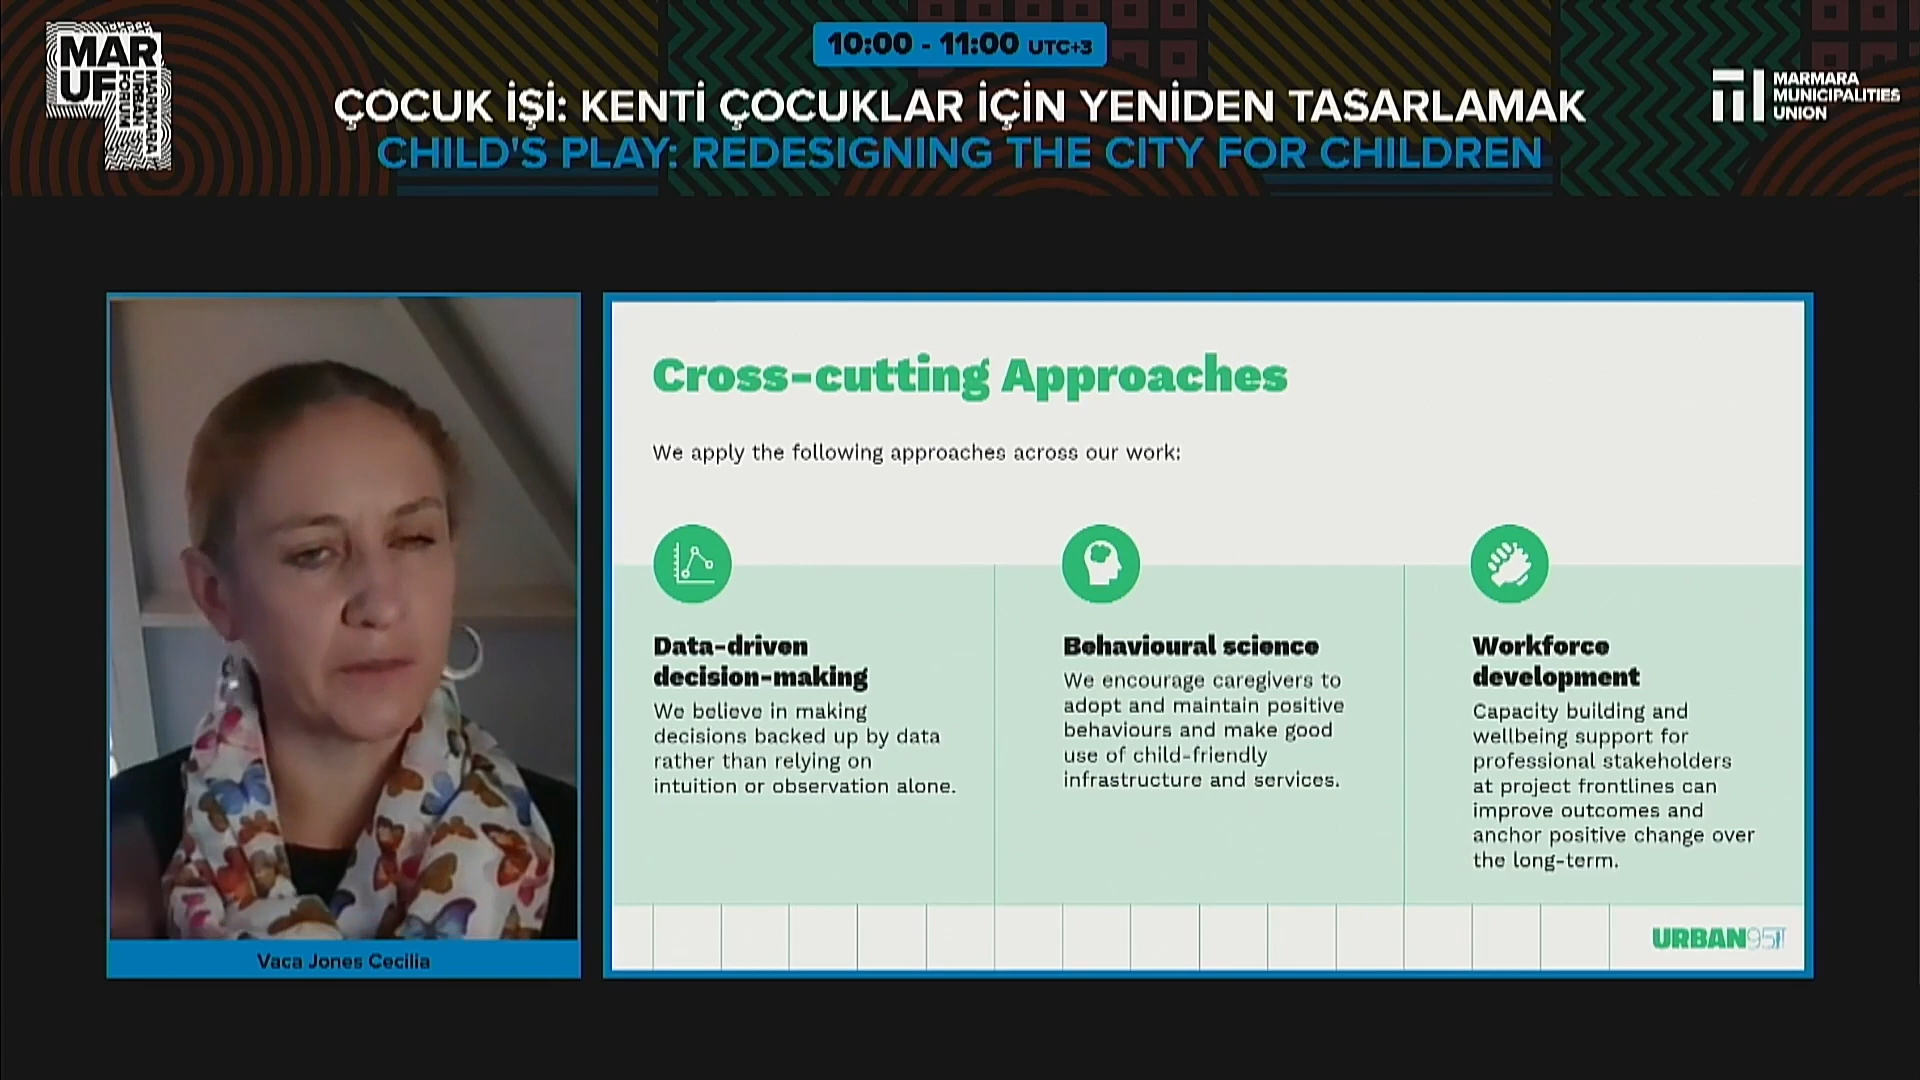 MAR
UF
MARMARA
URBAN
FORUM
10:00 - 11:00 UTC+3
ÇOCUK İŞİ: KENTİ ÇOCUKLAR İÇİN YENİDEN TASARLAMAK
CHILD'S PLAY: REDESIGNING THE CITY FOR CHILDREN
MARMARA
MUNICIPALITIES
UNION
Vaca Jones Cecilia
Cross-cutting Approaches
We apply the following approaches across our work:
Data-driven
decision-making
We believe in making
decisions backed up by data
rather than relying on
intuition or observation alone.
Behavioural science
We encourage caregivers to
adopt and maintain positive
behaviours and make good
use of child-friendly
infrastructure and services.
Workforce
development
Capacity building and
wellbeing support for
professional stakeholders
at project frontlines can
improve outcomes and
anchor positive change over
the long-term.
URBAN95